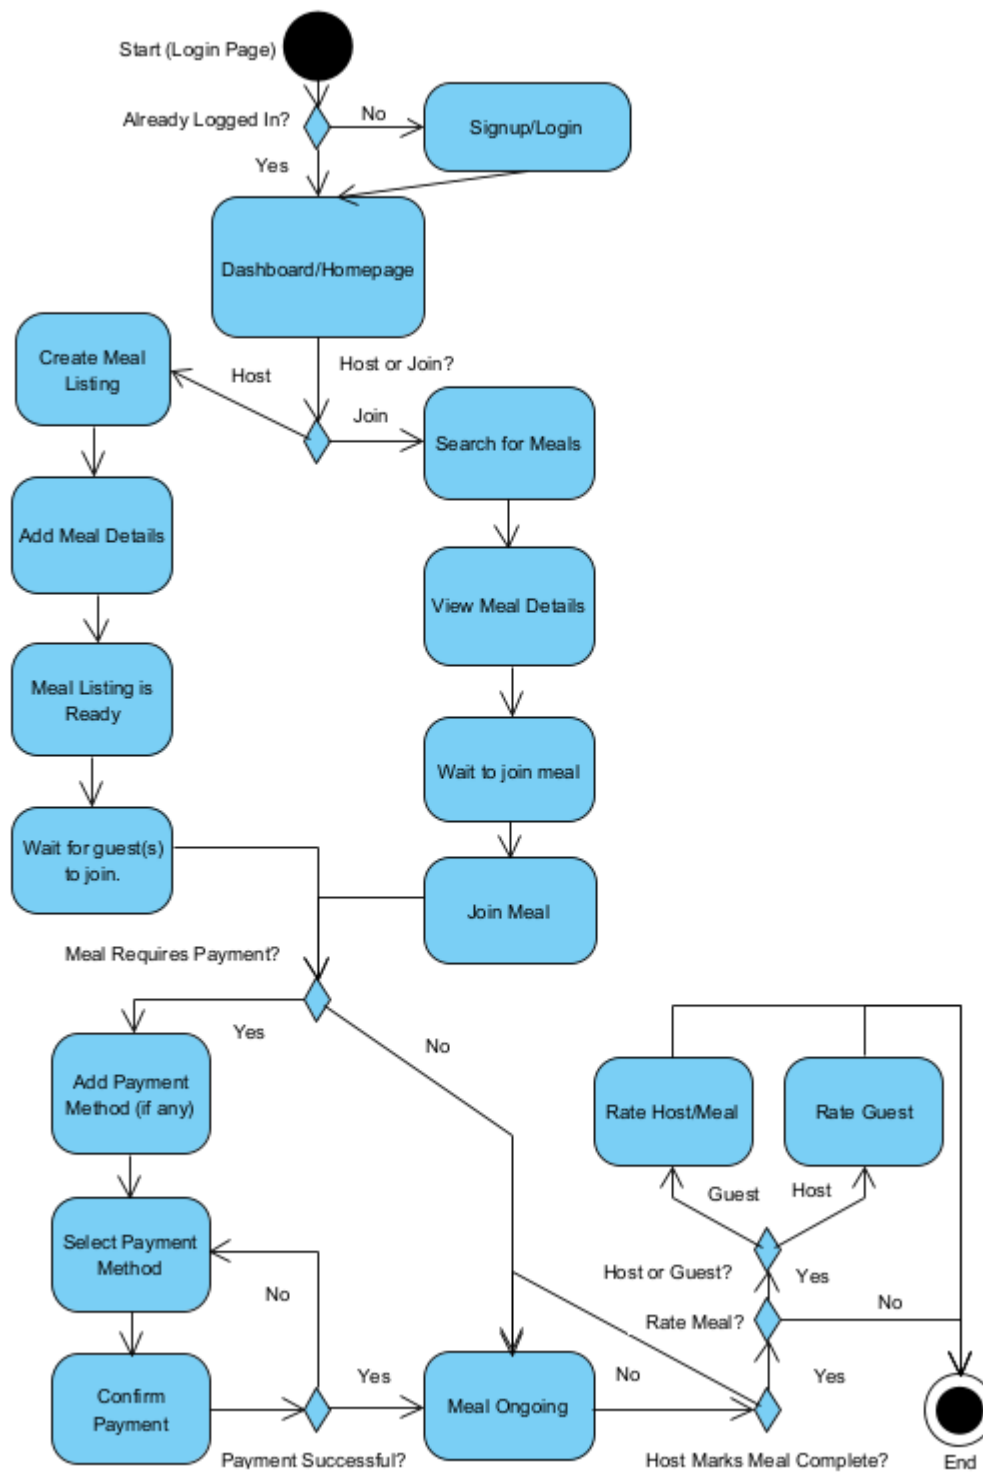 Start (Login Page)
Already Logged In?
No
Signup/Login
Yes
Dashboard/Homepage
Host or Join?
Host
Create Meal
Listing
Join
Search for Meals
Add Meal Details
View Meal Details
Meal Listing is
Ready
Wait to join meal
Wait for guest(s)
to join.
Join Meal
Meal Requires Payment?
Yes
No
Add Payment
Method (if any)
Rate Host/Meal
Rate Guest
Guest
Host
Select Payment
Method
No
Host or Guest?
Yes
Rate Meal?
No
Confirm
Payment
Yes
Meal Ongoing
No
Yes
Payment Successful?
Host Marks Meal Complete?
End